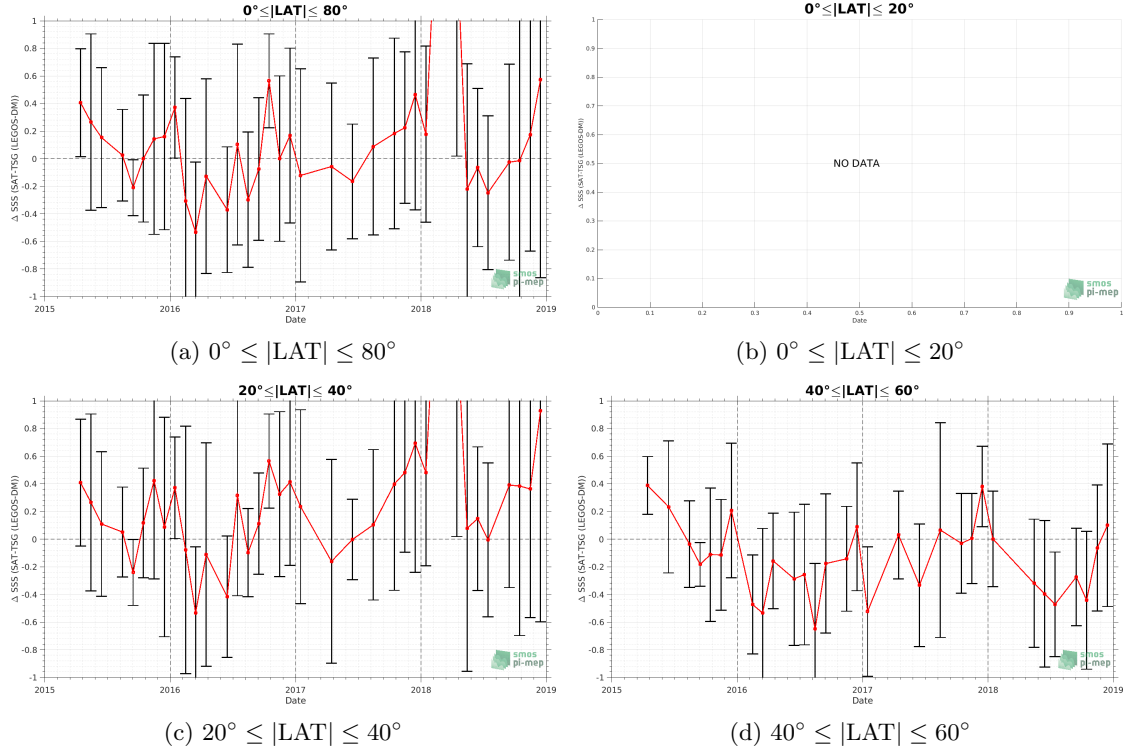 0°≤|LAT|≤ 80°
1
0.8
0.6
0.4
0.2
0
-0.2
-0.4
-0.6
-0.8
-1
Δ SSS (SAT-TSG (LEGOS-DM))
2015 2016 2017 2018 2019
Date
smos
pi-mep
(a) 0° ≤ |LAT| ≤ 80°
0°≤|LAT|≤ 20°
1
0.9
0.8
0.7
0.6
0.5
0.4
0.3
0.2
0.1
0
Δ SSS (SAT-TSG (LEGOS-DM))
NO DATA
0 0.1 0.2 0.3 0.4 0.5 0.6 0.7 0.8 0.9 1
Date
smos
pi-mep
(b) 0° ≤ |LAT| ≤ 20°
20°≤|LAT|≤ 40°
1
0.8
0.6
0.4
0.2
0
-0.2
-0.4
-0.6
-0.8
-1
Δ SSS (SAT-TSG (LEGOS-DM))
2015 2016 2017 2018 2019
Date
smos
pi-mep
(c) 20° ≤ |LAT| ≤ 40°
40°≤|LAT|≤ 60°
1
0.8
0.6
0.4
0.2
0
-0.2
-0.4
-0.6
-0.8
-1
Δ SSS (SAT-TSG (LEGOS-DM))
2015 2016 2017 2018 2019
Date
smos
pi-mep
(d) 40° ≤ |LAT| ≤ 60°